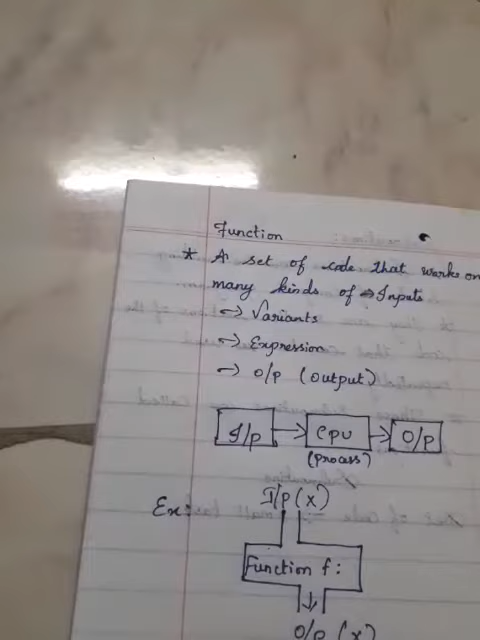 Function
* A set of code that works on
many kinds of ⇒ Inputs
↪ Variants
↪ Expression
↪ O/p (output)
I/p → CPU → O/p
(Process)
Ex: I/p (x)
Function f:
O/p (x)